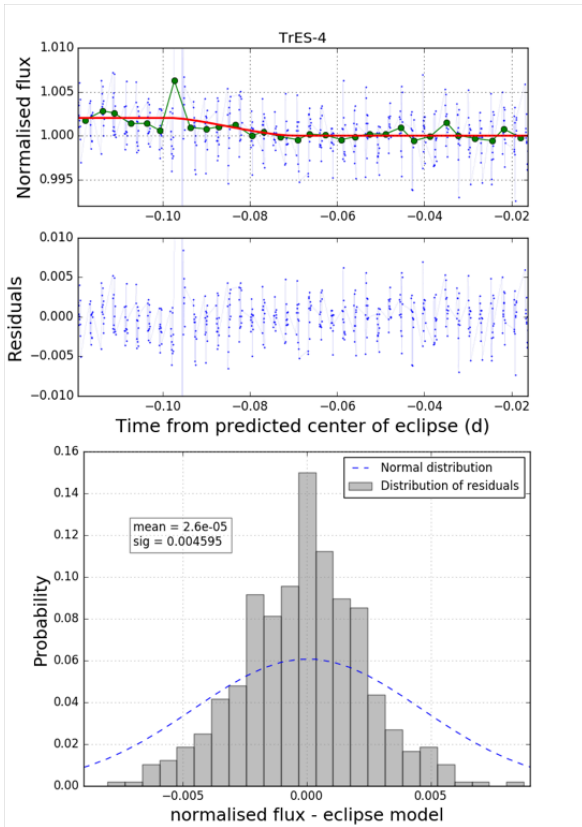 TrES-4
1.010
1.005
1.000
0.995
Normalised flux
−0.10 −0.08 −0.06 −0.04 −0.02
0.010
0.005
0.000
−0.005
−0.010
Residuals
−0.10 −0.08 −0.06 −0.04 −0.02
Time from predicted center of eclipse (d)
0.16
0.14
0.12
0.10
0.08
0.06
0.04
0.02
0.00
Probability
Normal distribution
Distribution of residuals
mean = 2.6e-05
sig = 0.004595
−0.005 0.000 0.005
normalised flux - eclipse model